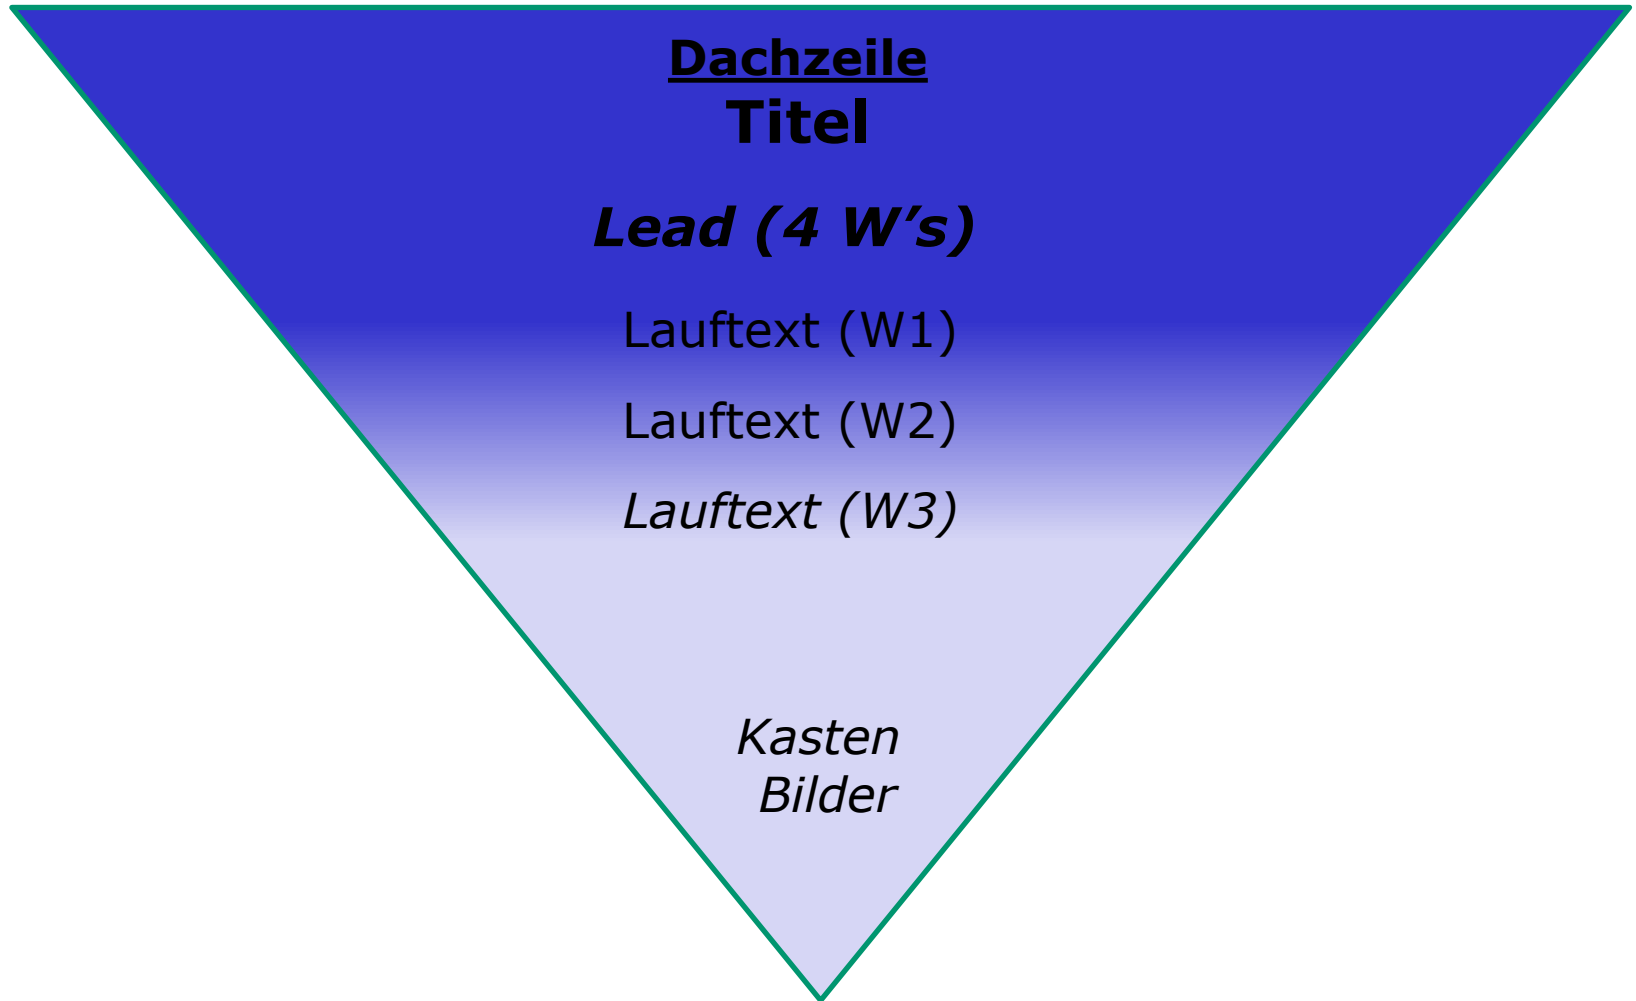 Dachzeile
Titel
Lead (4 W’s)
Lauftext (W1)
Lauftext (W2)
Lauftext (W3)
Kasten
Bilder